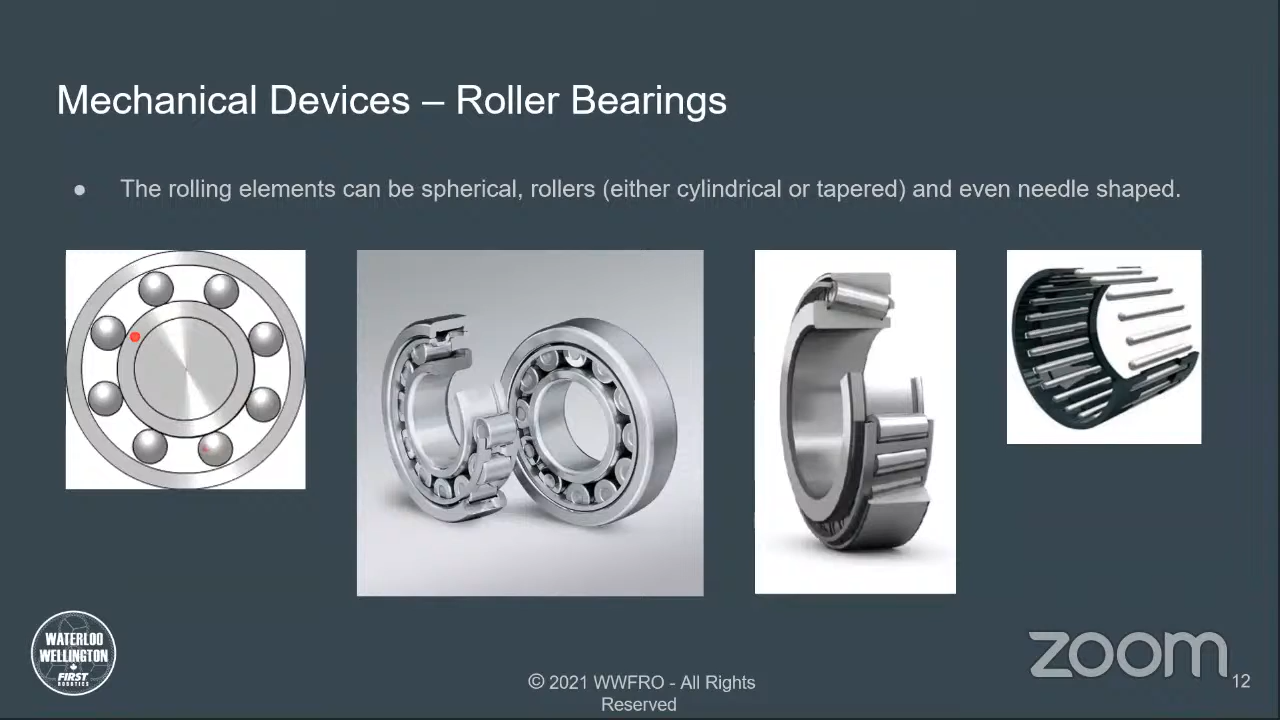 Mechanical Devices – Roller Bearings
● The rolling elements can be spherical, rollers (either cylindrical or tapered) and even needle shaped.
WATERLOO
WELLINGTON
FIRST
ROBOTICS
© 2021 WWFRO - All Rights
Reserved
zoom
12